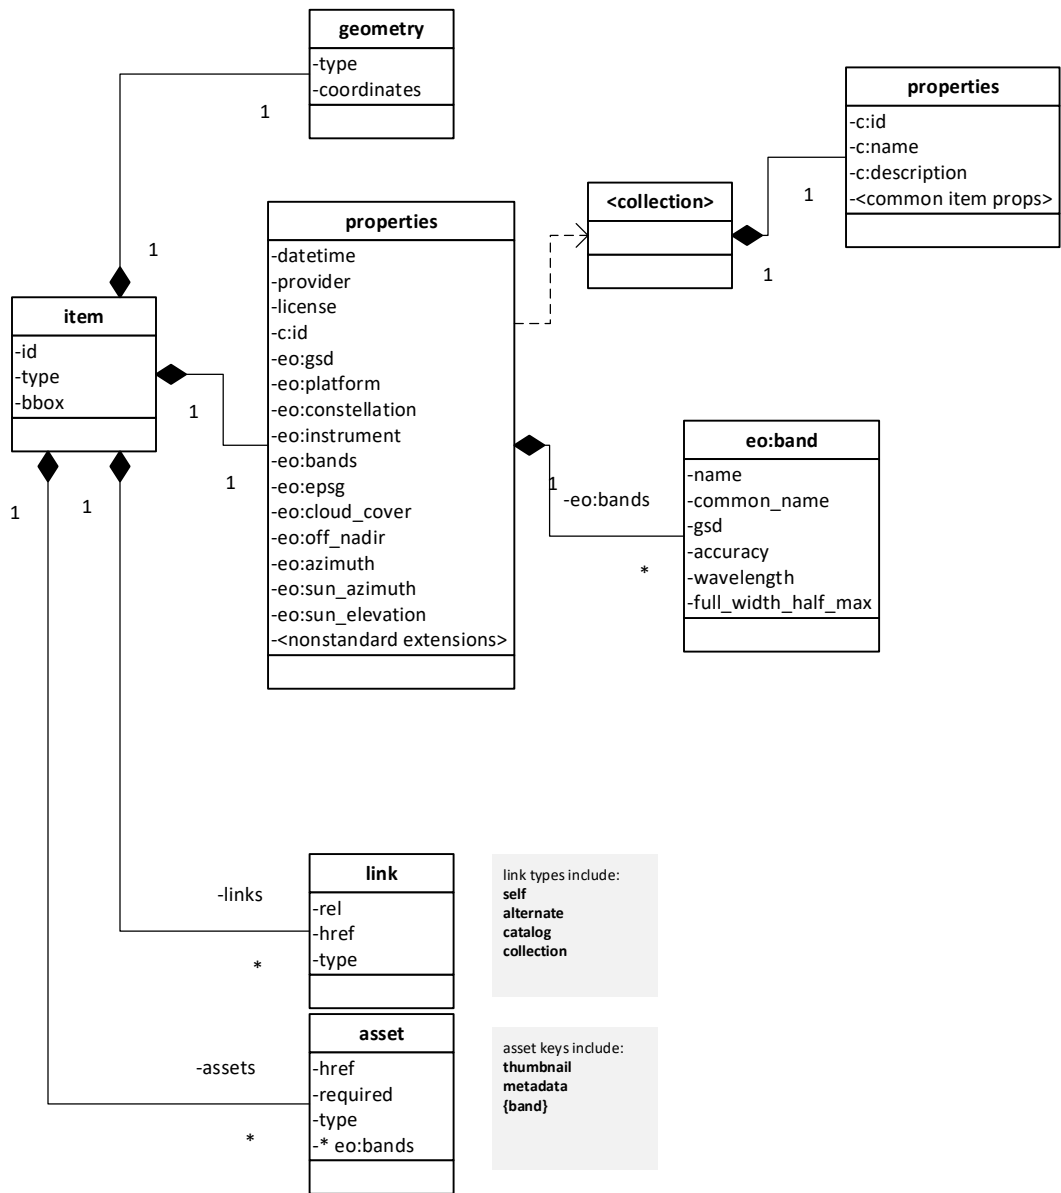 geometry
-type
-coordinates
1
1
properties
-c:id
-c:name
-c:description
-<common item props>
1
<collection>
1
properties
-datetime
-provider
-license
-c:id
-eo:gsd
-eo:platform
-eo:constellation
-eo:instrument
-eo:bands
-eo:epsg
-eo:cloud_cover
-eo:off_nadir
-eo:azimuth
-eo:sun_azimuth
-eo:sun_elevation
-<nonstandard extensions>
item
-id
-type
-bbox
1
1
1
1
1
-eo:bands
*
eo:band
-name
-common_name
-gsd
-accuracy
-wavelength
-full_width_half_max
-links
*
link
-rel
-href
-type
link types include:
self
alternate
catalog
collection
-assets
*
asset
-href
-required
-type
-* eo:bands
asset keys include:
thumbnail
metadata
{band}